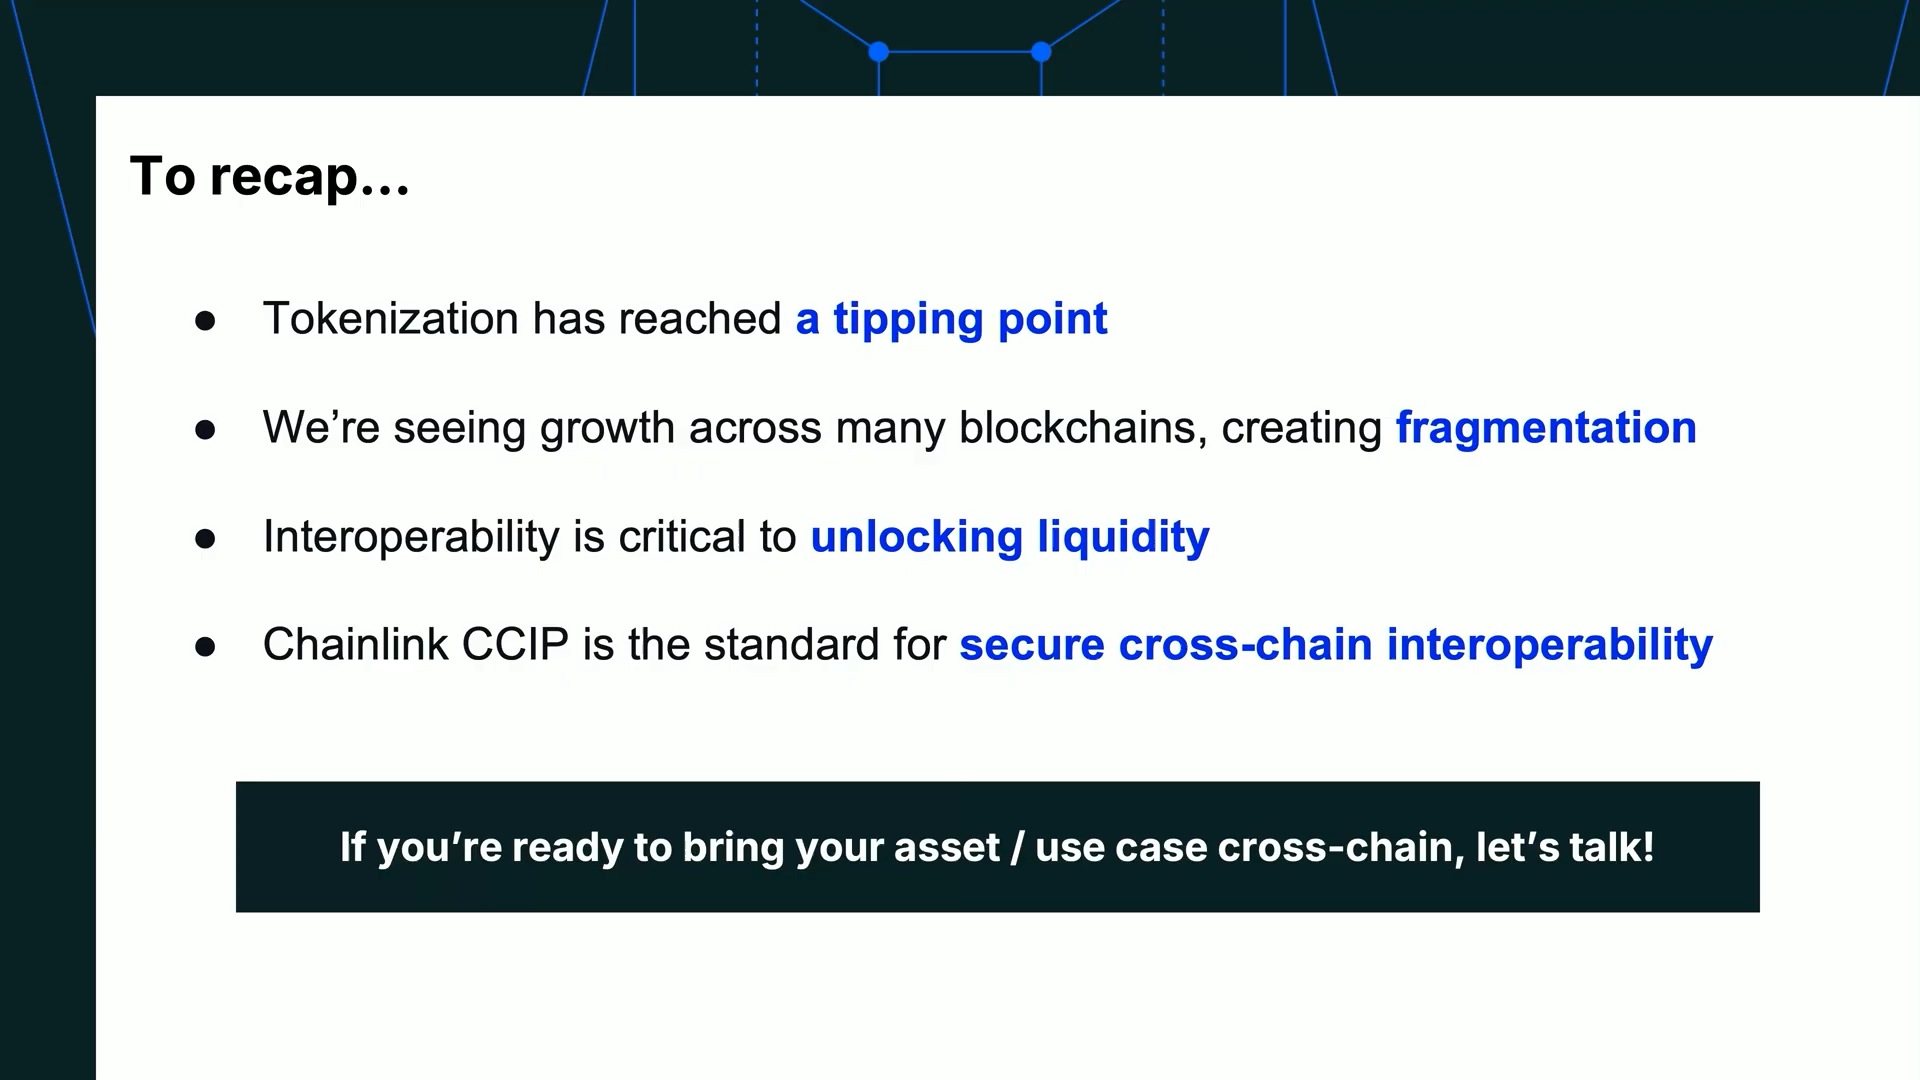 To recap...
● Tokenization has reached a tipping point
● We’re seeing growth across many blockchains, creating fragmentation
● Interoperability is critical to unlocking liquidity
● Chainlink CCIP is the standard for secure cross-chain interoperability
If you’re ready to bring your asset / use case cross-chain, let’s talk!